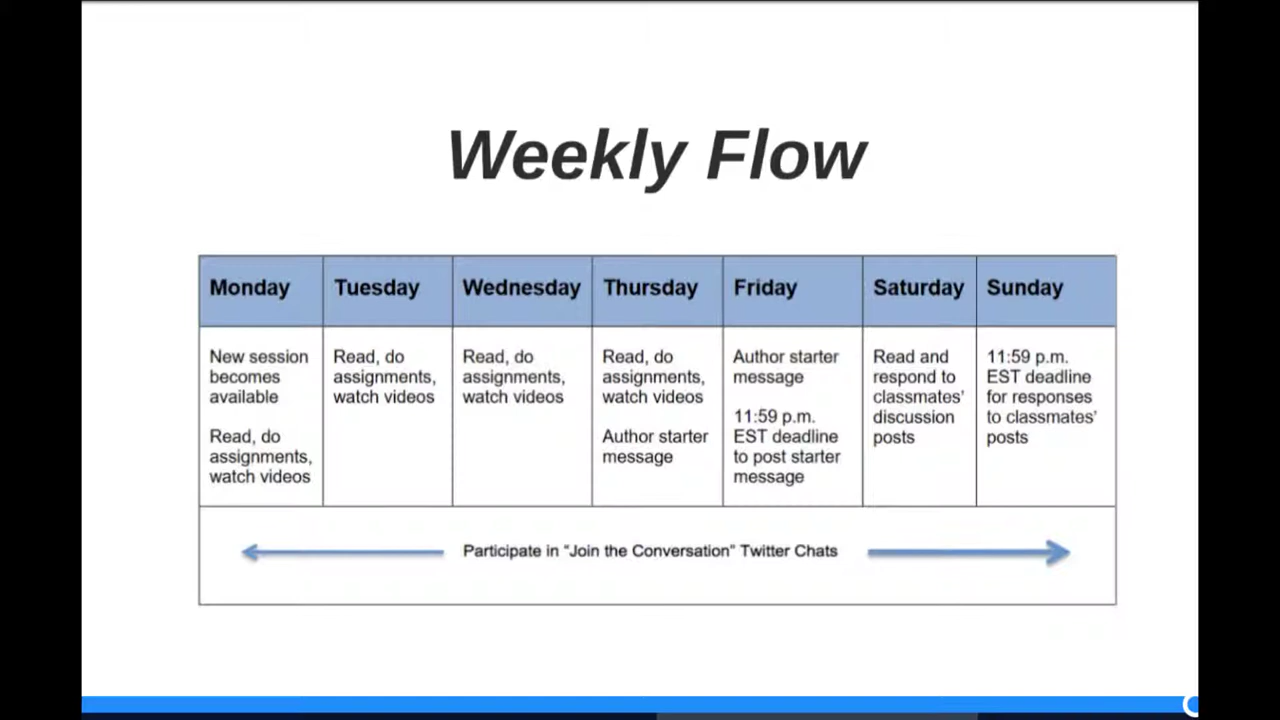 Weekly Flow
Monday
Tuesday
Wednesday
Thursday
Friday
Saturday
Sunday
New session
becomes
available
Read, do
assignments,
watch videos
Read, do
assignments,
watch videos
Read, do
assignments,
watch videos
Read, do
assignments,
watch videos
Author starter
message
Author starter
message
11:59 p.m.
EST deadline
to post starter
message
Read and
respond to
classmates'
discussion
posts
11:59 p.m.
EST deadline
for responses
to classmates'
posts
Participate in “Join the Conversation” Twitter Chats